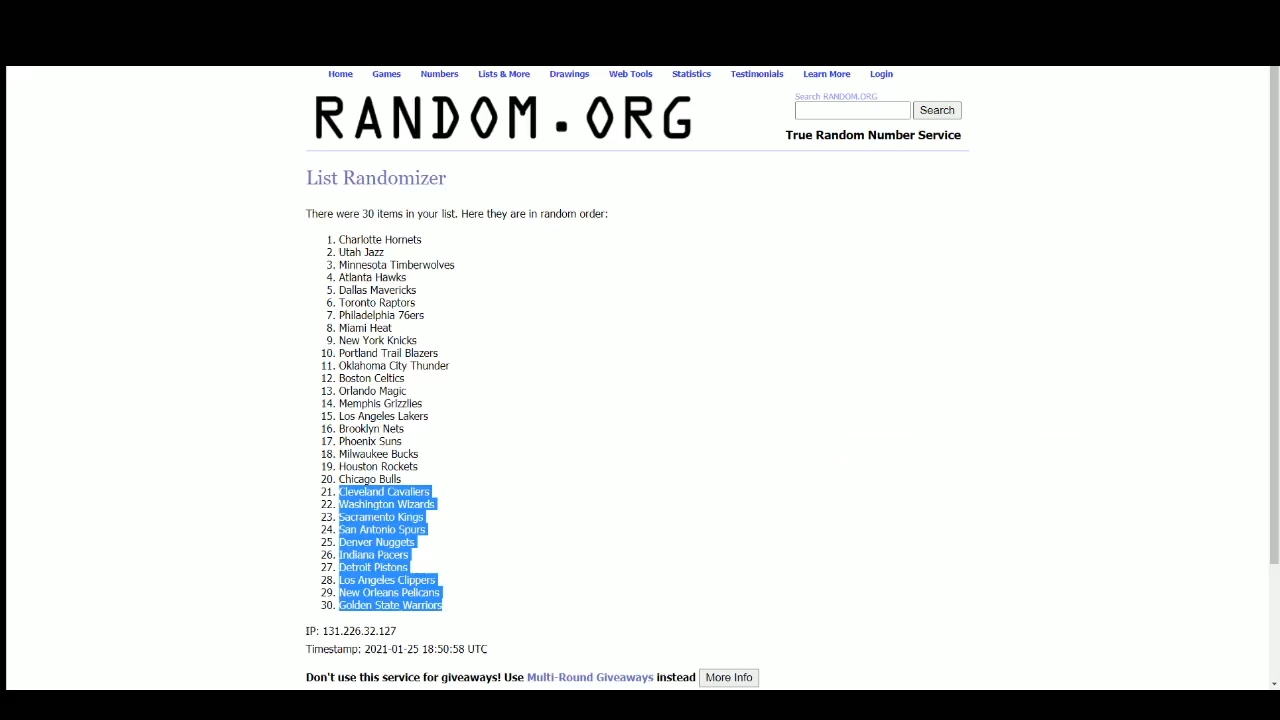 Home Games Numbers Lists & More Drawings Web Tools Statistics Testimonials Learn More Login
RANDOM.ORG
Search RANDOM.ORG
Search
True Random Number Service
List Randomizer
There were 30 items in your list. Here they are in random order:
1. Charlotte Hornets
2. Utah Jazz
3. Minnesota Timberwolves
4. Atlanta Hawks
5. Dallas Mavericks
6. Toronto Raptors
7. Philadelphia 76ers
8. Miami Heat
9. New York Knicks
10. Portland Trail Blazers
11. Oklahoma City Thunder
12. Boston Celtics
13. Orlando Magic
14. Memphis Grizzlies
15. Los Angeles Lakers
16. Brooklyn Nets
17. Phoenix Suns
18. Milwaukee Bucks
19. Houston Rockets
20. Chicago Bulls
21. Cleveland Cavaliers
22. Washington Wizards
23. Sacramento Kings
24. San Antonio Spurs
25. Denver Nuggets
26. Indiana Pacers
27. Detroit Pistons
28. Los Angeles Clippers
29. New Orleans Pelicans
30. Golden State Warriors
IP: 131.226.32.127
Timestamp: 2021-01-25 18:50:58 UTC
Don't use this service for giveaways! Use Multi-Round Giveaways instead More Info